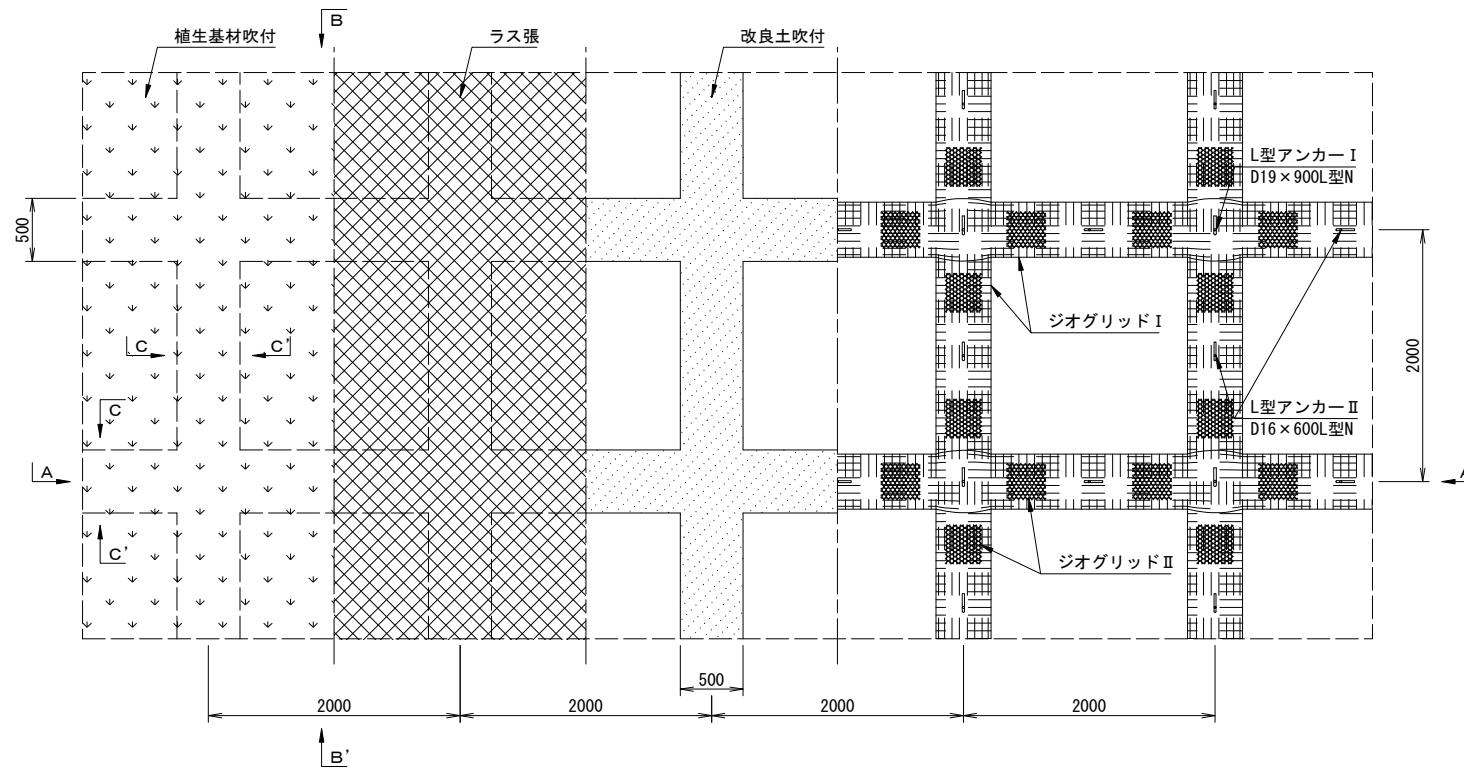 B
植生基材吹付
ラス張
改良土吹付
L型アンカーⅠ
D19×900L型N
500
ジオグリッドⅠ
C
C'
2000
C
L型アンカーⅡ
D16×600L型N
A
A
C'
ジオグリッドⅡ
500
2000
2000
2000
2000
B'